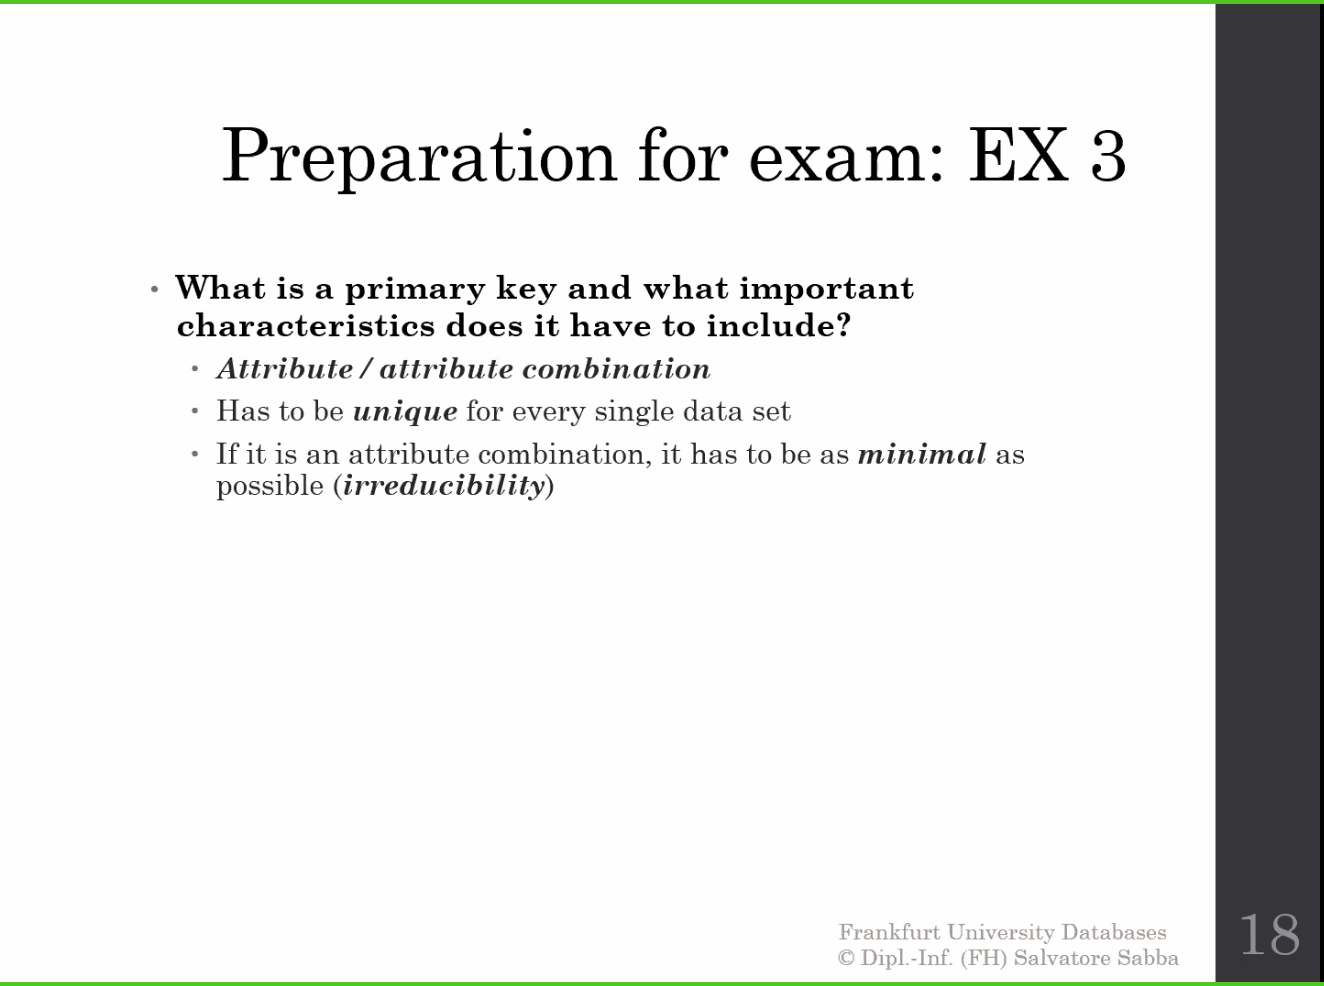 Preparation for exam: EX 3
• What is a primary key and what important
characteristics does it have to include?
• Attribute / attribute combination
• Has to be unique for every single data set
• If it is an attribute combination, it has to be as minimal as
possible (irreducibility)
Frankfurt University Databases
© Dipl.-Inf. (FH) Salvatore Sabba
18